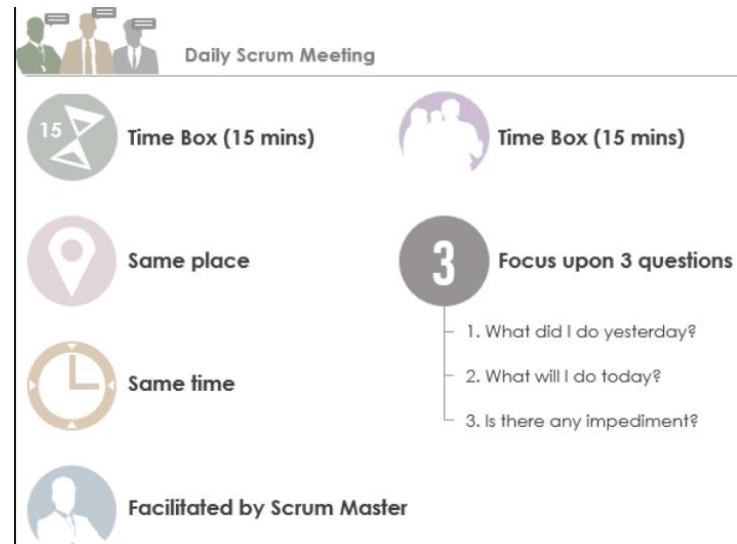 Daily Scrum Meeting
15
Time Box (15 mins)
Same place
Same time
Facilitated by Scrum Master
Time Box (15 mins)
3
Focus upon 3 questions
1. What did I do yesterday?
2. What will I do today?
3. Is there any impediment?